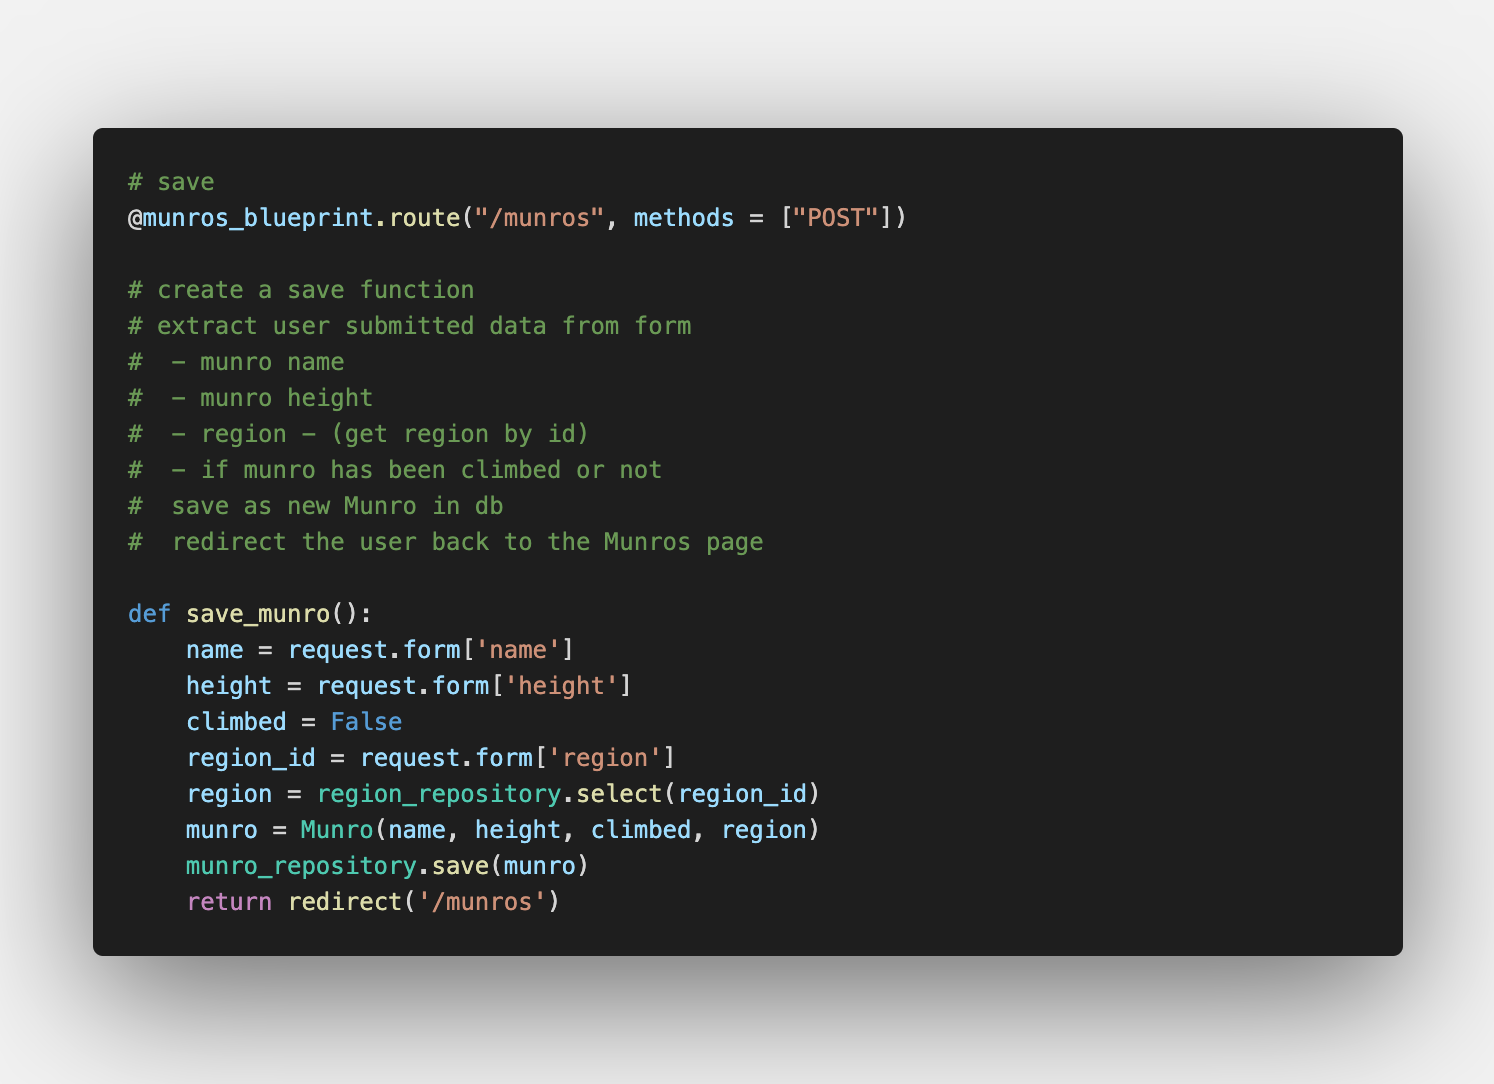 # save
@munros_blueprint.route("/munros", methods = ["POST"])
# create a save function
# extract user submitted data from form
#  - munro name
#  - munro height
#  - region - (get region by id)
#  - if munro has been climbed or not
#  save as new Munro in db
#  redirect the user back to the Munros page
def save_munro():
    name = request.form['name']
    height = request.form['height']
    climbed = False
    region_id = request.form['region']
    region = region_repository.select(region_id)
    munro = Munro(name, height, climbed, region)
    munro_repository.save(munro)
    return redirect('/munros')